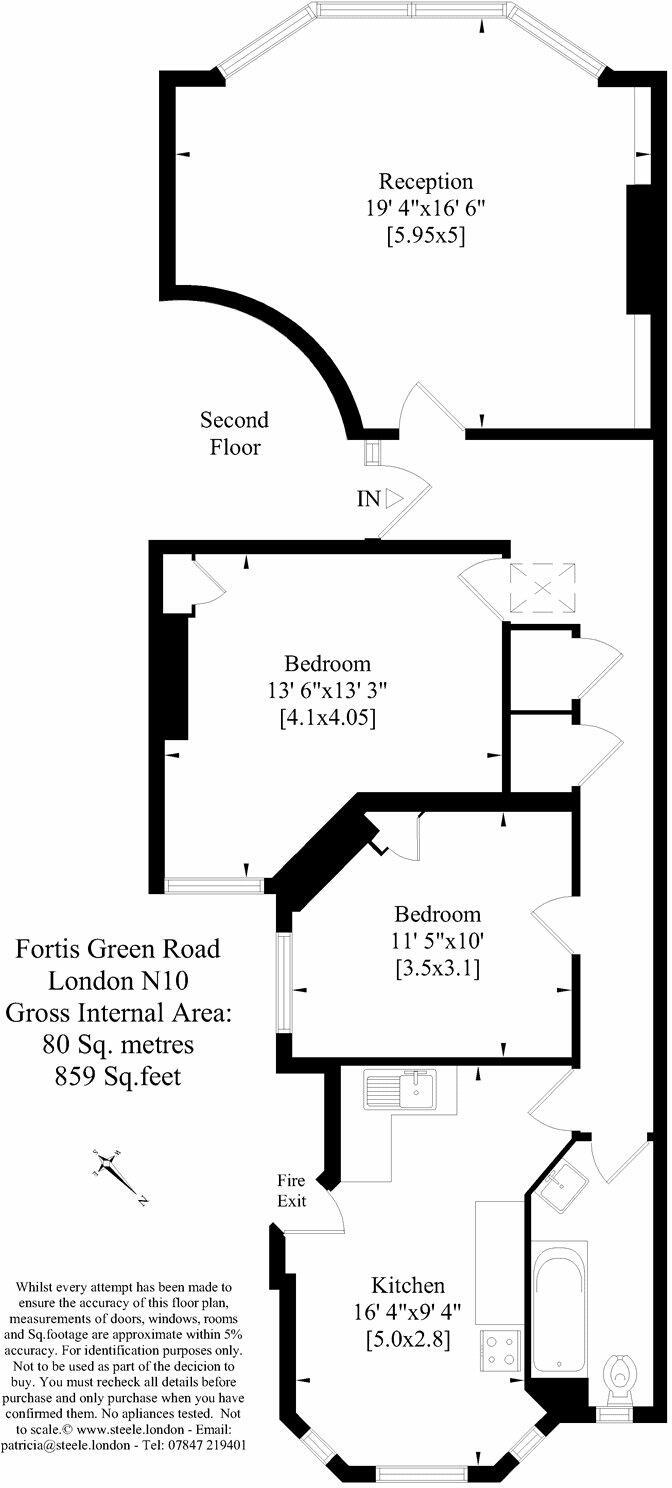 Reception
19' 4"x16' 6"
[5.95x5]
Second
Floor
IN
Bedroom
13' 6"x13' 3"
[4.1x4.05]
Bedroom
11' 5"x10'
[3.5x3.1]
Fortis Green Road
London N10
Gross Internal Area:
80 Sq. metres
859 Sq.feet
S
W
E
N
Fire
Exit
Kitchen
16' 4"x9' 4"
[5.0x2.8]
Whilst every attempt has been made to
ensure the accuracy of this floor plan,
measurements of doors, windows, rooms
and Sq.footage are approximate within 5%
accuracy. For identification purposes only.
Not to be used as part of the decicion to
buy. You must recheck all details before
purchase and only purchase when you have
confirmed them. No apliances tested. Not
to scale.© www.steele.london - Email:
patricia@steele.london - Tel: 07847 219401